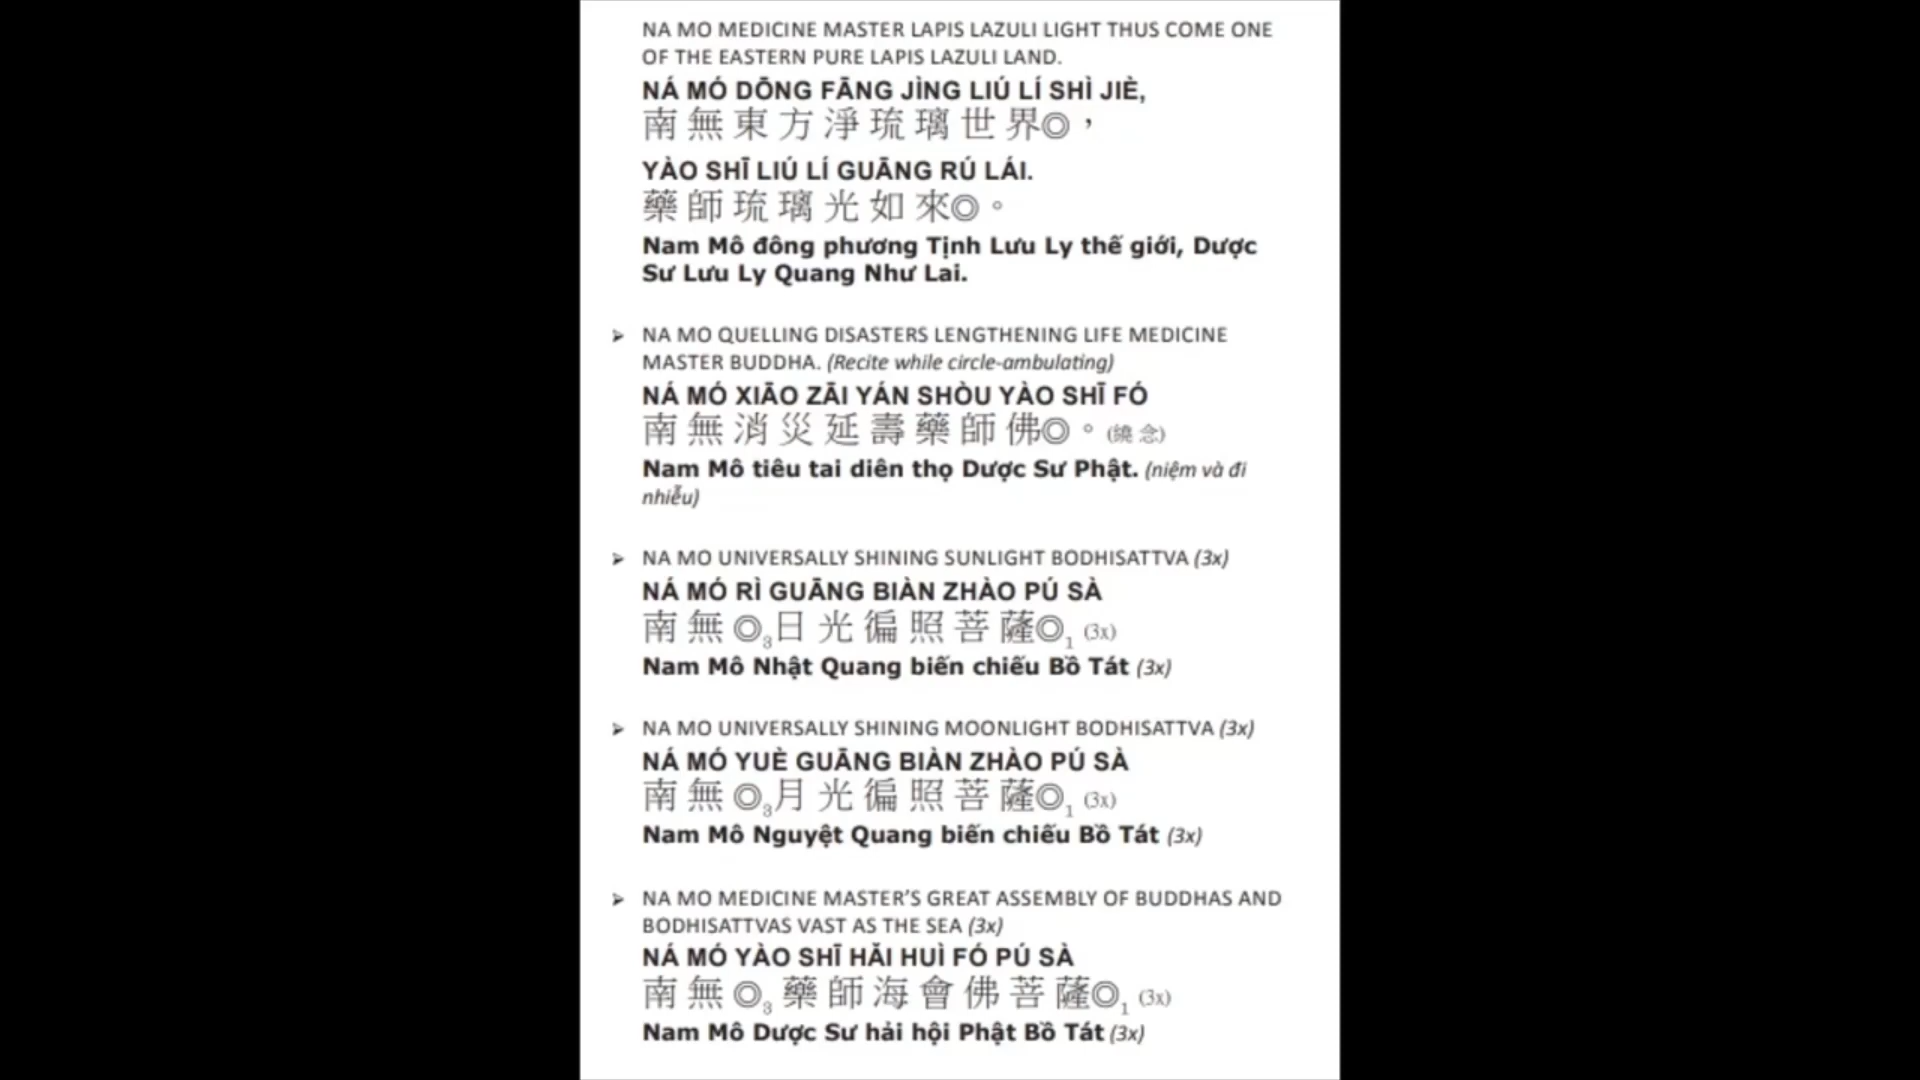 NA MO MEDICINE MASTER LAPIS LAZULI LIGHT THUS COME ONE
OF THE EASTERN PURE LAPIS LAZULI LAND.
NÁ MÓ DŌNG FĀNG JÌNG LIÚ LÍ SHÌ JIÈ,
南無東方淨琉璃世界◎，
YÀO SHĪ LIÚ LÍ GUĀNG RÚ LÁI.
藥師琉璃光如來◎。
Nam Mô đông phương Tịnh Lưu Ly thế giới, Dược
Sư Lưu Ly Quang Như Lai.
➢ NA MO QUELLING DISASTERS LENGTHENING LIFE MEDICINE
MASTER BUDDHA. (Recite while circle-ambulating)
NÁ MÓ XIĀO ZĀI YÁN SHÒU YÀO SHĪ FÓ
南無消災延壽藥師佛◎。(繞念)
Nam Mô tiêu tai diên thọ Dược Sư Phật. (niệm và đi
nhiễu)
➢ NA MO UNIVERSALLY SHINING SUNLIGHT BODHISATTVA (3x)
NÁ MÓ RÌ GUĀNG BIÀN ZHÀO PÚ SÀ
南無◎3日光徧照菩薩◎1 (3x)
Nam Mô Nhật Quang biến chiếu Bồ Tát (3x)
➢ NA MO UNIVERSALLY SHINING MOONLIGHT BODHISATTVA (3x)
NÁ MÓ YUÈ GUĀNG BIÀN ZHÀO PÚ SÀ
南無◎3月光徧照菩薩◎1 (3x)
Nam Mô Nguyệt Quang biến chiếu Bồ Tát (3x)
➢ NA MO MEDICINE MASTER’S GREAT ASSEMBLY OF BUDDHAS AND
BODHISATTVAS VAST AS THE SEA (3x)
NÁ MÓ YÀO SHĪ HǍI HUÌ FÓ PÚ SÀ
南無◎3藥師海會佛菩薩◎1 (3x)
Nam Mô Dược Sư hải hội Phật Bồ Tát (3x)